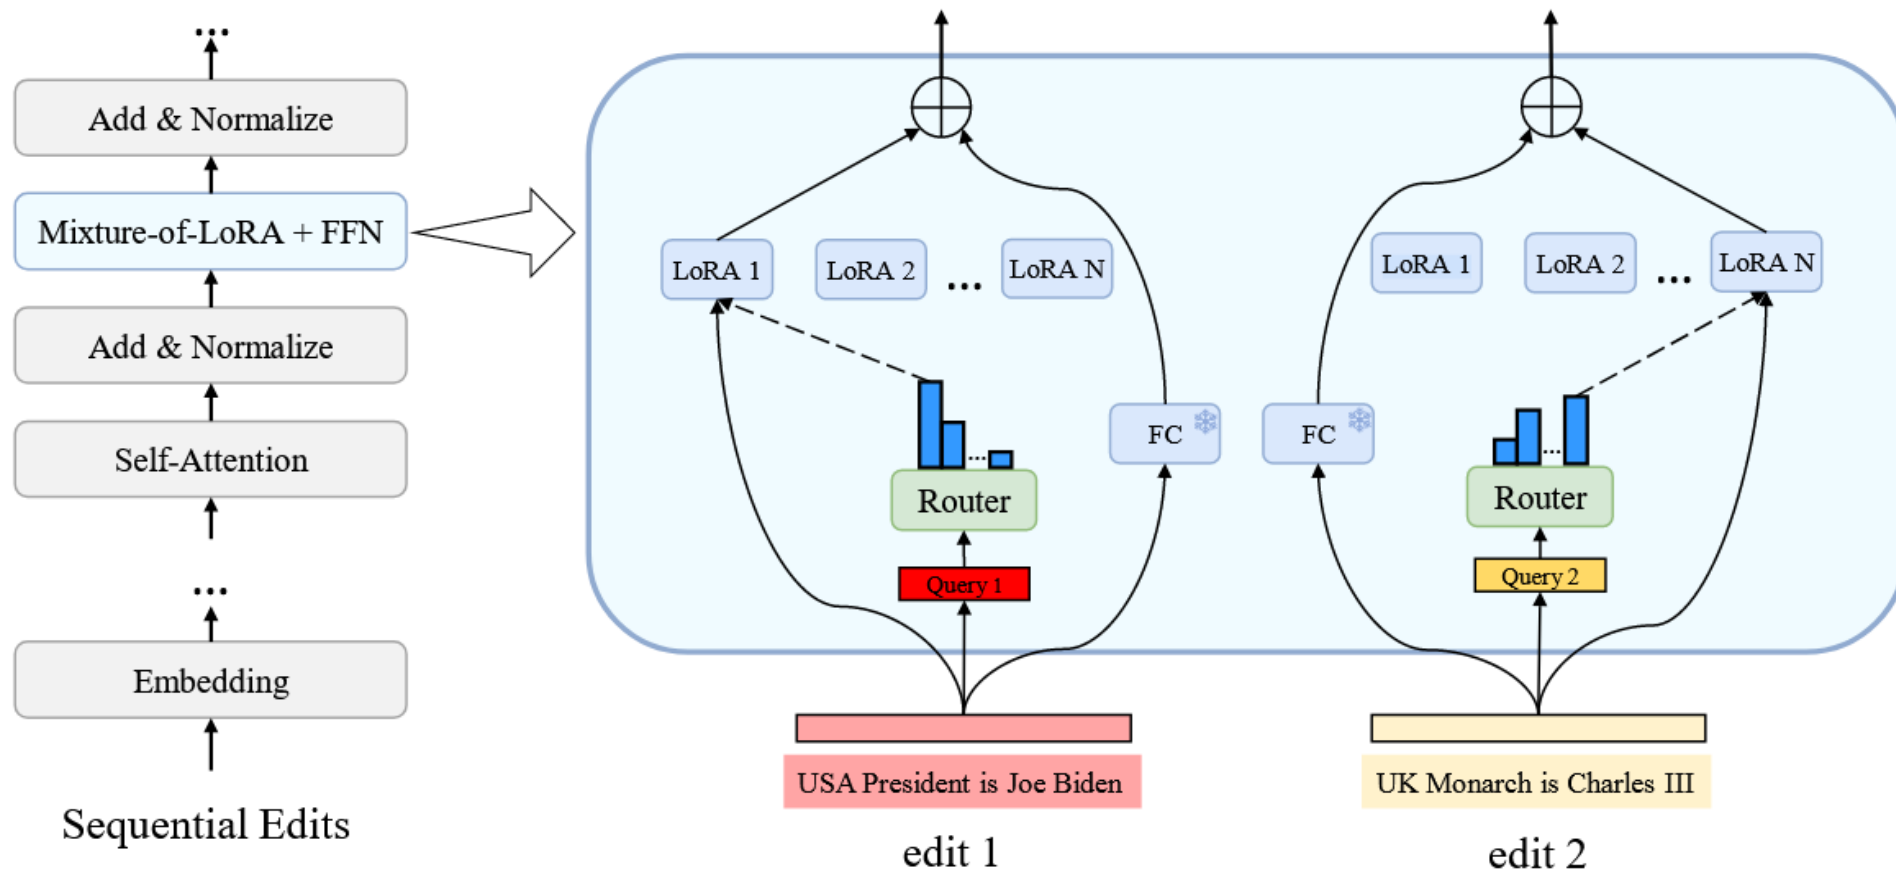 ...
Add & Normalize
Mixture-of-LoRA + FFN
Add & Normalize
Self-Attention
...
Embedding
Sequential Edits
LoRA 1
LoRA 2
...
LoRA N
FC
...
Router
Query 1
USA President is Joe Biden
edit 1
LoRA 1
LoRA 2
...
LoRA N
FC
...
Router
Query 2
UK Monarch is Charles III
edit 2